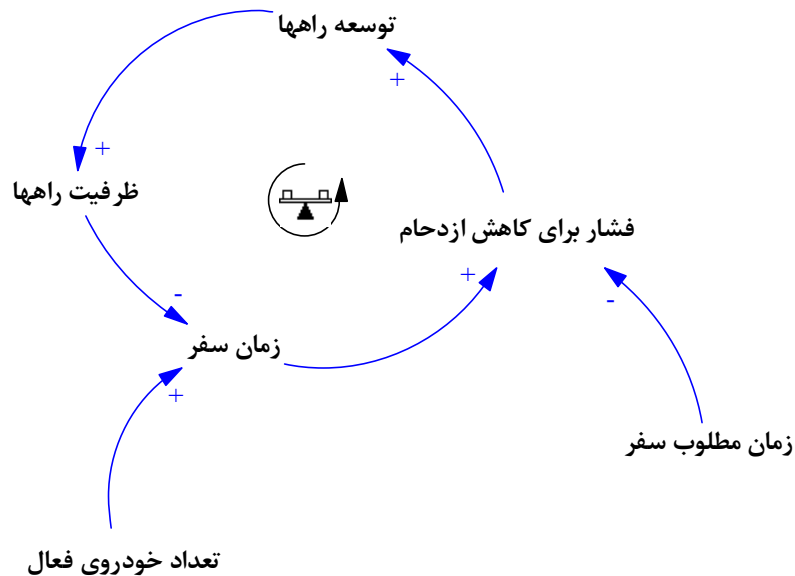 توسعه راهها
+
+
ظرفیت راهها
فشار برای کاهش ازدحام
+
-
-
زمان سفر
+
زمان مطلوب سفر
تعداد خودروی فعال